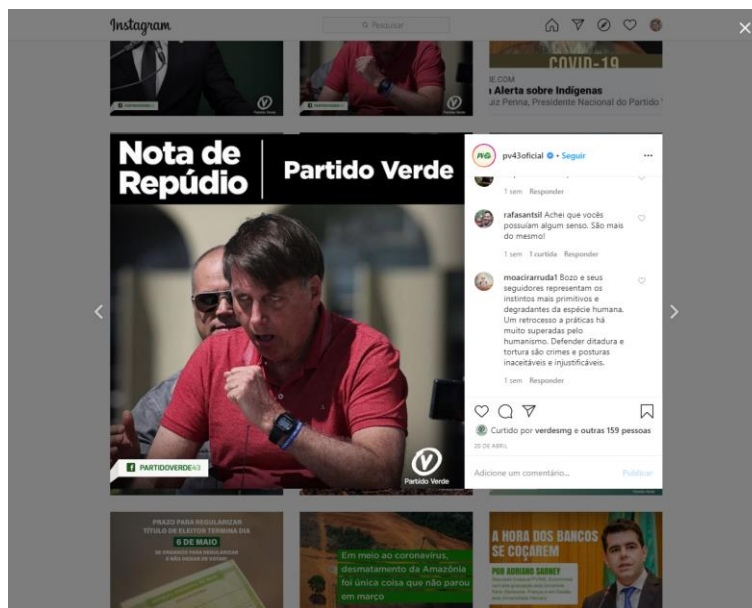 Instagram
Pesquisar
COVID-19
Alerta sobre Indígenas
uiz Penna, Presidente Nacional do Partido
Nota de
Repúdio
Partido Verde
pv43oficial • Seguir
1 sem Responder
rafasantsil Achei que vocês
possuíam algum senso. São mais
do mesmo!
1 sem 1 curtida Responder
moacirarruda1 Bozo e seus
seguidores representam os
instintos mais primitivos e
degradantes da espécie humana.
Um retrocesso a práticas há
muito superadas pelo
humanismo. Defender ditadura e
tortura são crimes e posturas
inaceitáveis e injustificáveis.
1 sem Responder
Curtido por verdesmg e outras 159 pessoas
20 DE ABRIL
Adicione um comentário... Publicar
PARTIDOVERDE43
Partido Verde
PRAZO PARA REGULARIZAR
TÍTULO DE ELEITOR TERMINA DIA
6 DE MAIO
Em meio ao coronavírus,
desmatamento da Amazônia
foi única coisa que não parou
em março
A HORA DOS BANCOS
SE COÇAREM
POR ADRIANO SARNEY